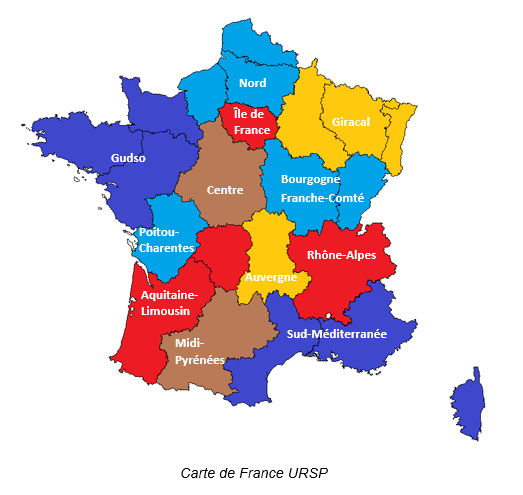 Nord
Île de
France
Giracal
Gudso
Centre
Bourgogne
Franche-Comté
Poitou-
Charentes
Rhône-Alpes
Auvergne
Aquitaine-
Limousin
Sud-Méditerranée
Midi-
Pyrénées
Carte de France URSP